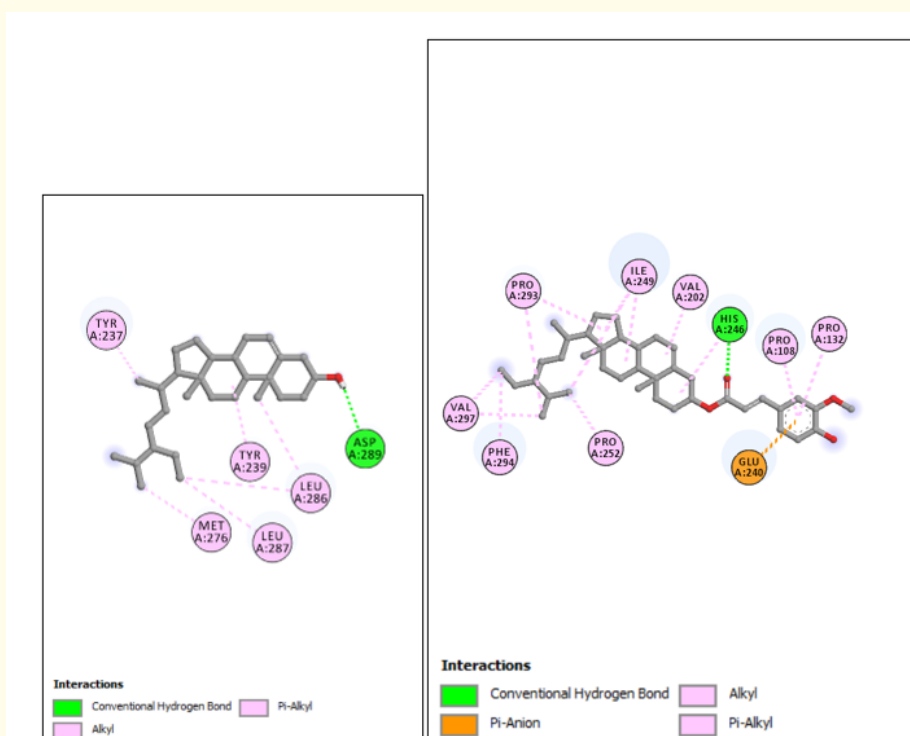 TYR
A:237
ASP
A:289
TYR
A:239
LEU
A:286
MET
A:276
LEU
A:287
Interactions
Conventional Hydrogen Bond
Pi-Alkyl
Alkyl
PRO
A:293
ILE
A:249
VAL
A:202
HIS
A:246
PRO
A:108
PRO
A:132
VAL
A:297
PHE
A:294
PRO
A:252
GLU
A:240
Interactions
Conventional Hydrogen Bond
Alkyl
Pi-Anion
Pi-Alkyl